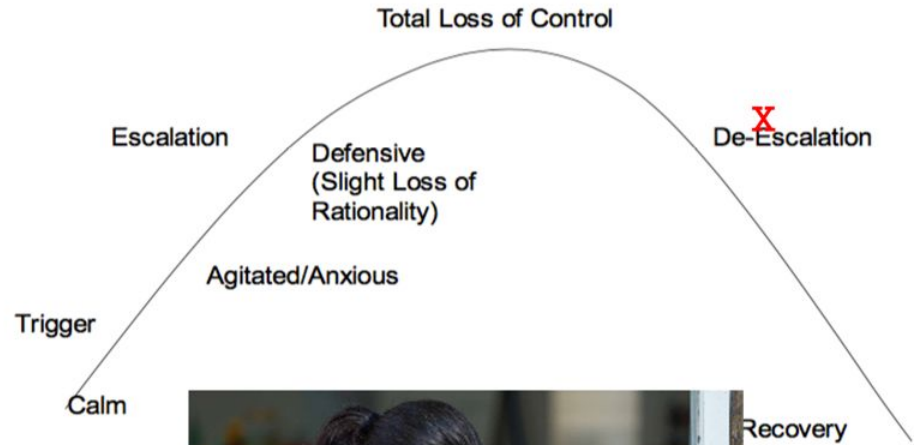 Total Loss of Control
X
Escalation
De-Escalation
Defensive
(Slight Loss of
Rationality)
Agitated/Anxious
Trigger
Calm
Recovery